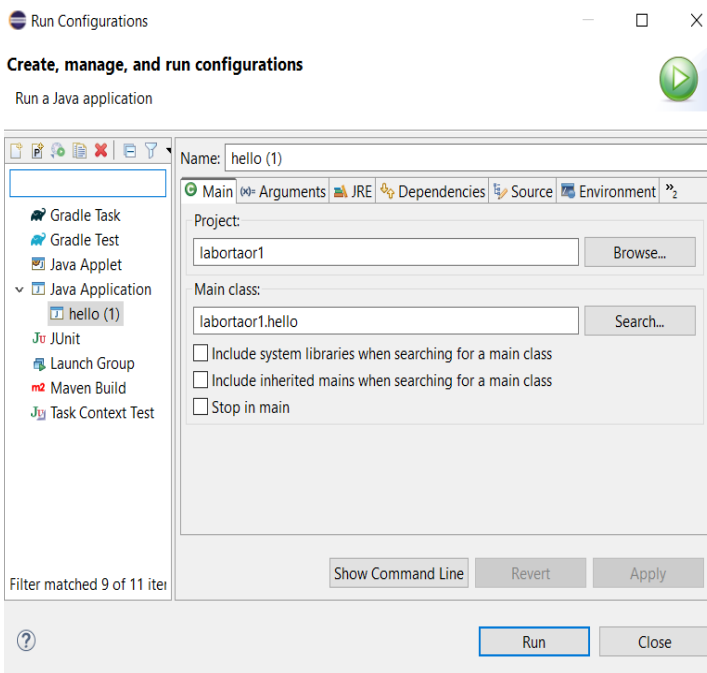 Run Configurations
Create, manage, and run configurations
Run a Java application
Name: hello (1)
Main (x)= Arguments JRE Dependencies Source Environment »2
Gradle Task
Gradle Test
Java Applet
Java Application
hello (1)
Ju JUnit
Launch Group
m2 Maven Build
Ju Task Context Test
Filter matched 9 of 11 iter
Project:
labortaor1
Browse...
Main class:
labortaor1.hello
Search...
Include system libraries when searching for a main class
Include inherited mains when searching for a main class
Stop in main
Show Command Line Revert Apply
? Run Close